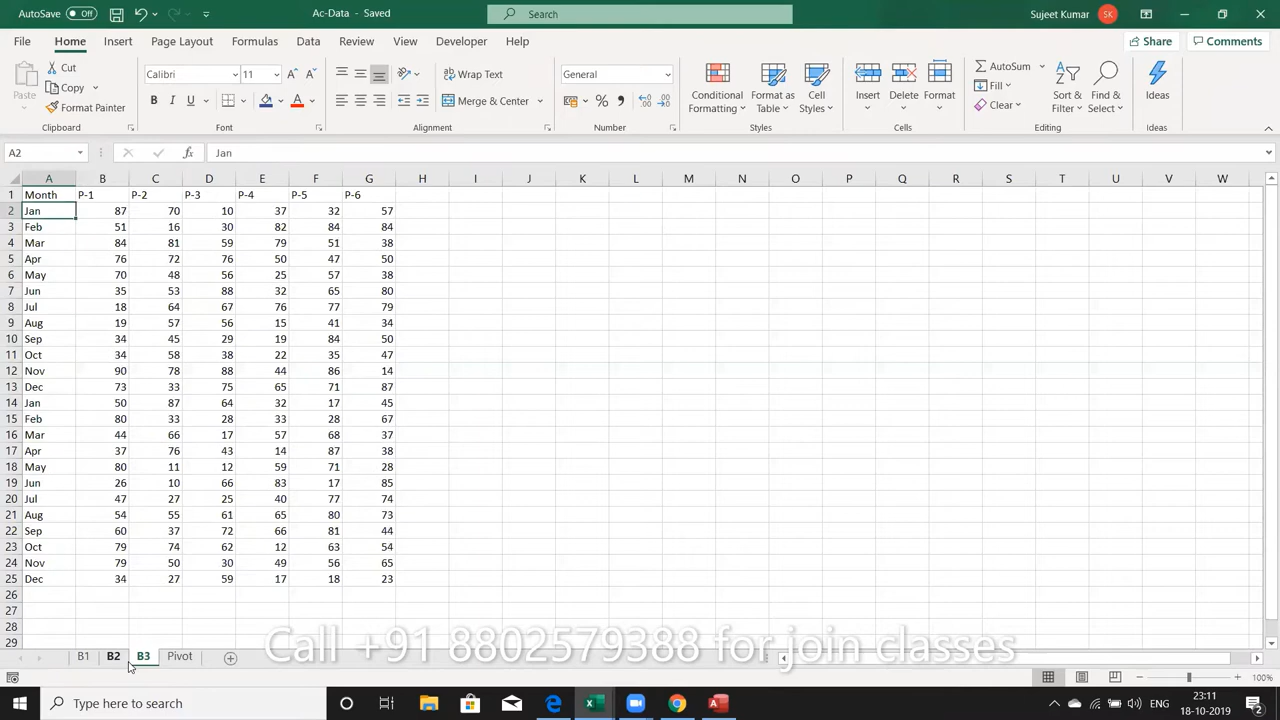 AutoSave Off Ac-Data - Saved Search Sujeet Kumar SK
File Home Insert Draw Page Layout Formulas Data Review View Developer Help Share Comments
Paste Cut Copy Format Painter
Calibri 11 Wrap Text Merge & Center General
B I U A % ,
Conditional Formatting Format as Table Cell Styles Insert Delete Format
AutoSum Fill Clear Sort & Filter Find & Select Ideas
Clipboard Font Alignment Number Styles Cells Editing Ideas
A2 fx Jan
A B C D E F G H I J K L M N O P Q R S T U V W
1 Month P-1 P-2 P-3 P-4 P-5 P-6
2 Jan 87 70 10 37 32 57
3 Feb 51 16 30 82 84 84
4 Mar 84 81 59 79 51 38
5 Apr 76 72 76 50 47 50
6 May 70 48 56 25 57 38
7 Jun 35 53 88 32 65 80
8 Jul 18 64 67 76 77 79
9 Aug 19 57 56 15 41 34
10 Sep 34 45 29 19 84 50
11 Oct 34 58 38 22 35 47
12 Nov 90 78 88 44 86 14
13 Dec 73 33 75 65 71 87
14 Jan 50 87 64 32 17 45
15 Feb 80 33 28 33 28 67
16 Mar 44 66 17 57 68 37
17 Apr 37 76 43 14 87 38
18 May 80 11 12 59 71 28
19 Jun 26 10 66 83 17 85
20 Jul 47 27 25 40 77 74
21 Aug 54 55 61 65 80 73
22 Sep 60 37 72 66 81 44
23 Oct 79 74 62 12 63 54
24 Nov 79 50 30 49 56 65
25 Dec 34 27 59 17 18 23
26
27
28
29
Call +91 8802579388 for join classes
B1 B2 B3 Pivot
100%
Type here to search ENG 23:11
18-10-2019